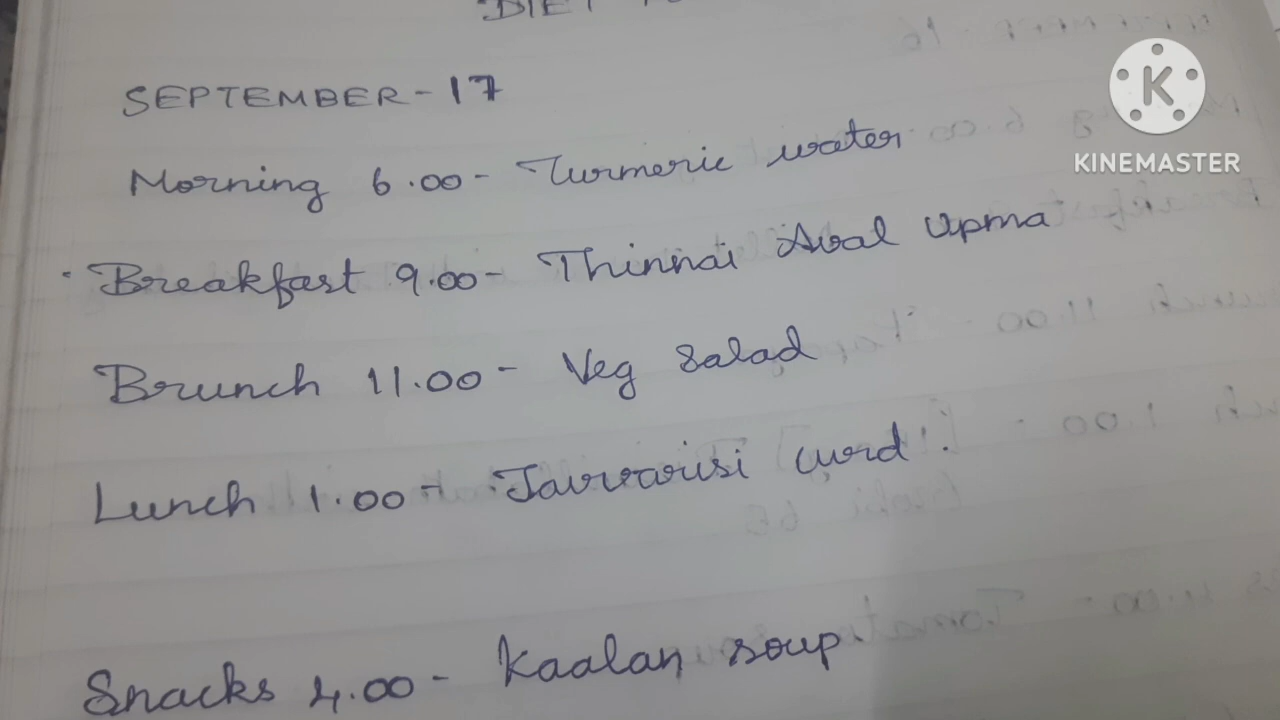 DIET
SEPTEMBER - 17
Morning 6.00 - Turmeric water
Breakfast 9.00 - Thinnai Aval Upma
Brunch 11.00 - Veg Salad
Lunch 1.00 - Javvarisi curd.
Snacks 4.00 - Kaalan soup
K
KINEMASTER